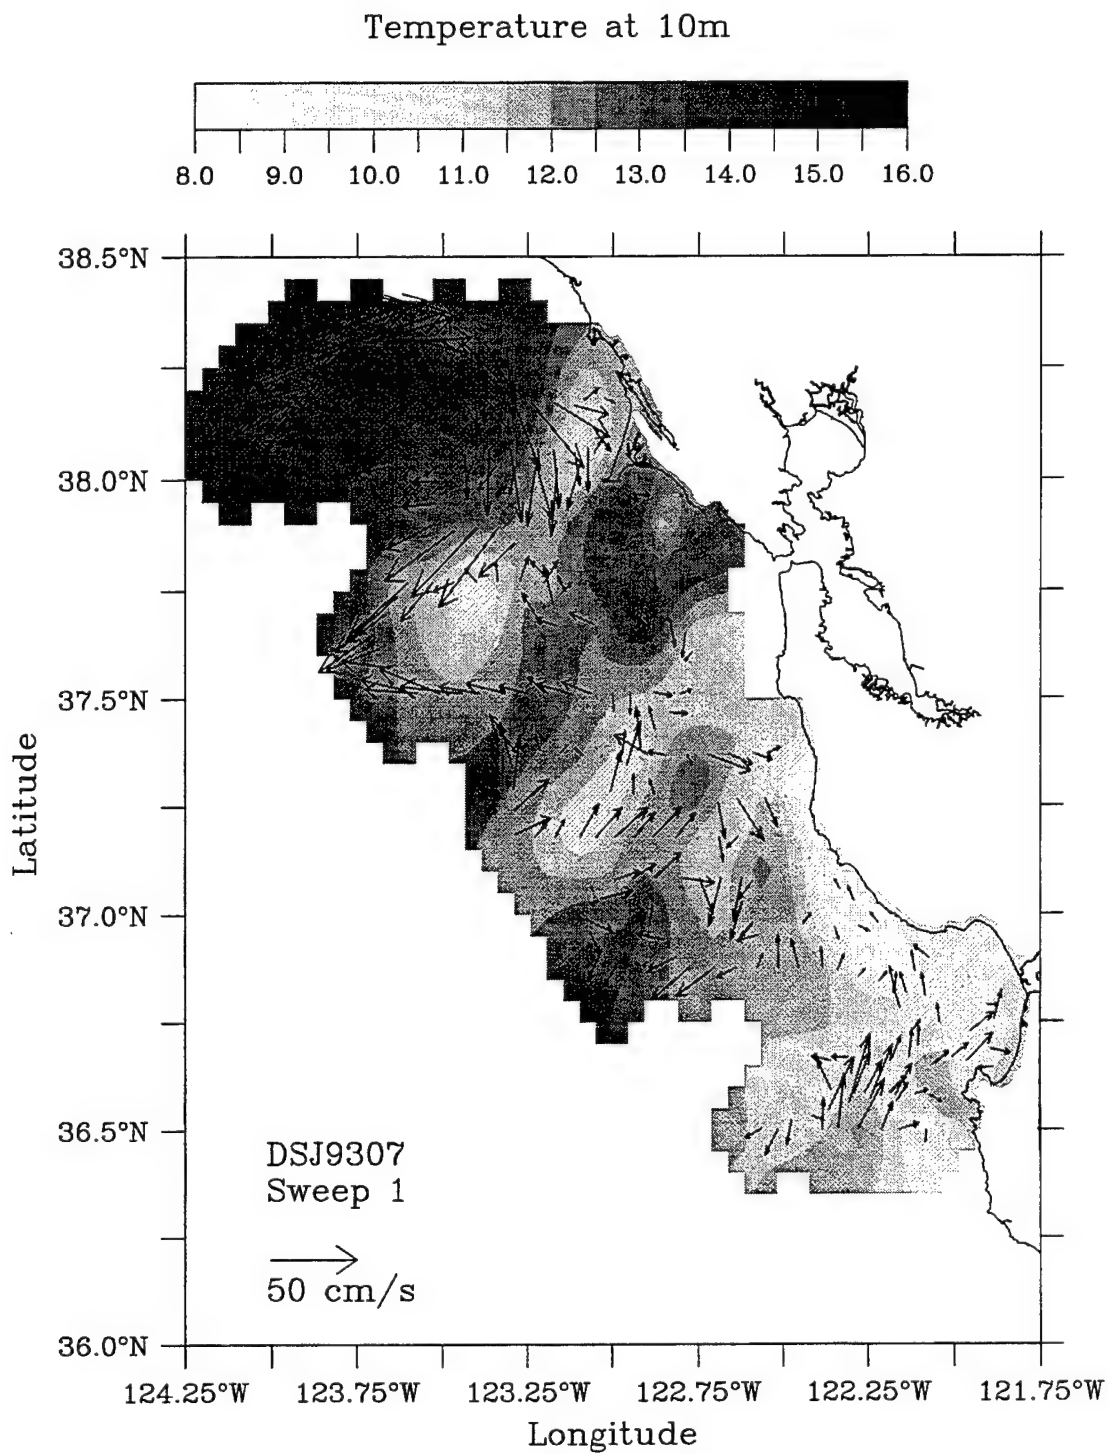 Temperature at 10m
8.0 9.0 10.0 11.0 12.0 13.0 14.0 15.0 16.0
38.5°N
38.0°N
37.5°N
37.0°N
36.5°N
36.0°N
Latitude
DSJ9307
Sweep 1
50 cm/s
124.25°W 123.75°W 123.25°W 122.75°W 122.25°W 121.75°W
Longitude